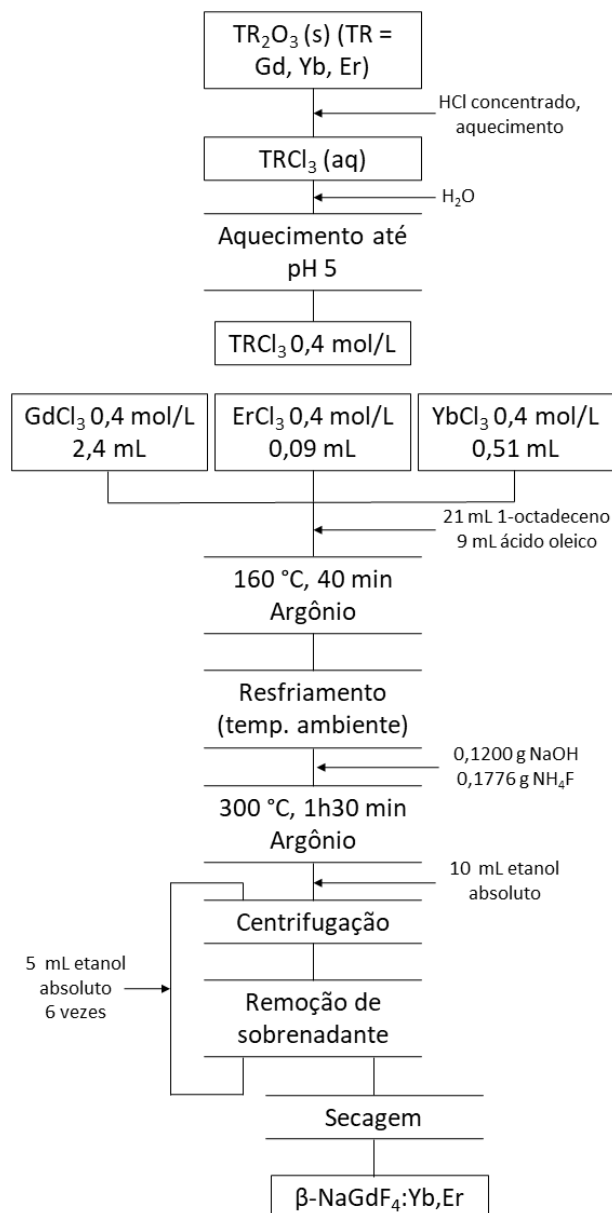 TR₂O₃ (s) (TR =
Gd, Yb, Er)
HCl concentrado,
aquecimento
TRCl₃ (aq)
H₂O
Aquecimento até
pH 5
TRCl₃ 0,4 mol/L
GdCl₃ 0,4 mol/L
2,4 mL
ErCl₃ 0,4 mol/L
0,09 mL
YbCl₃ 0,4 mol/L
0,51 mL
21 mL 1-octadeceno
9 mL ácido oleico
160 °C, 40 min
Argônio
Resfriamento
(temp. ambiente)
0,1200 g NaOH
0,1776 g NH₄F
300 °C, 1h30 min
Argônio
10 mL etanol
absoluto
Centrifugação
5 mL etanol
absoluto
6 vezes
Remoção de
sobrenadante
Secagem
β-NaGdF₄:Yb,Er